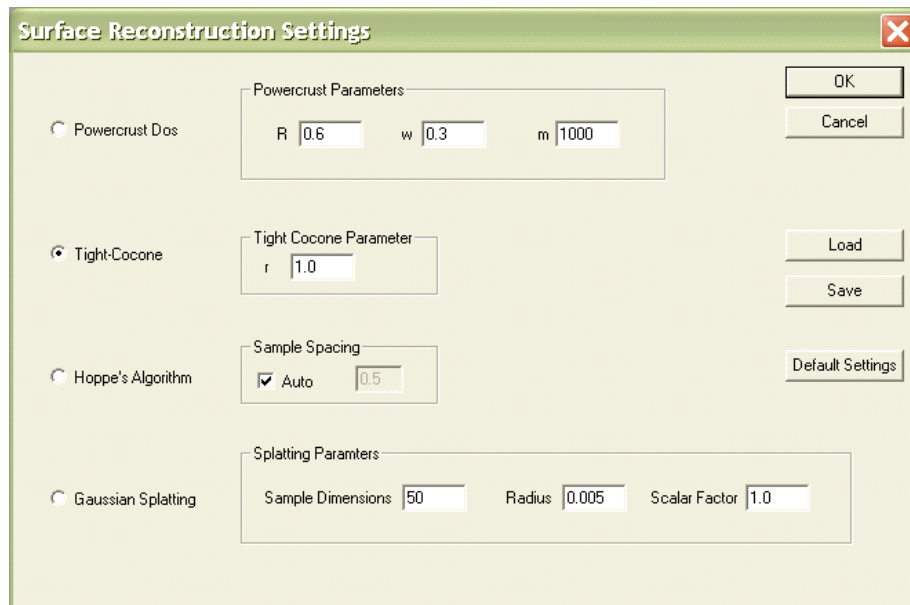 Surface Reconstruction Settings
Powercrust Parameters
OK
Powercrust Dos
R 0.6 w 0.3 m 1000
Cancel
Tight Cocone Parameter
Tight-Cocone
r 1.0
Load
Save
Sample Spacing
Hoppe's Algorithm
Auto 0.5
Default Settings
Splatting Paramters
Gaussian Splatting
Sample Dimensions 50 Radius 0.005 Scalar Factor 1.0